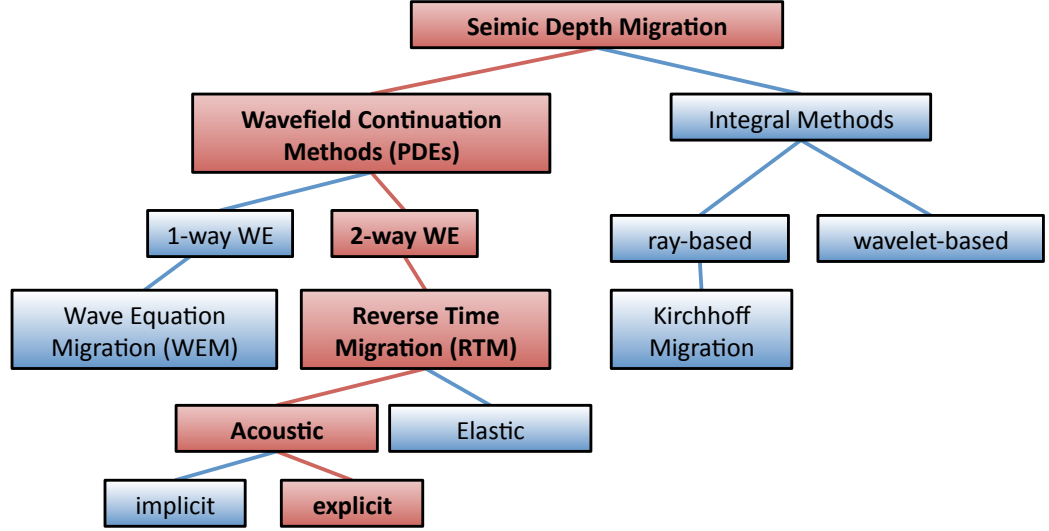 Seimic Depth Migration
Wavefield Continuation
Methods (PDEs)
Integral Methods
1-way WE
2-way WE
ray-based
wavelet-based
Wave Equation
Migration (WEM)
Reverse Time
Migration (RTM)
Kirchhoff
Migration
Acoustic
Elastic
implicit
explicit